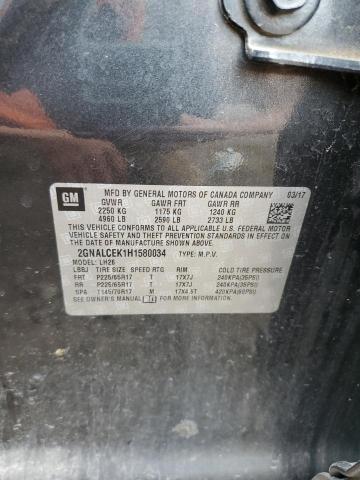 GM
MFD BY GENERAL MOTORS OF CANADA COMPANY 03/17
GVWR GAWR FRT GAWR RR
2250 KG 1175 KG 1240 KG
4960 LB 2590 LB 2733 LB
THIS VEHICLE CONFORMS TO ALL APPLICABLE U.S. FEDERAL MOTOR
VEHICLE SAFETY, BUMPER, AND THEFT PREVENTION STANDARDS IN
EFFECT ON THE DATE OF MANUFACTURE SHOWN ABOVE.
2GNALCEK1H1580034 TYPE: M.P.V.
MODEL: LH26
LBBJ TIRE SIZE SPEED RTG RIM COLD TIRE PRESSURE
FRT P225/65R17 T 17X7J 240KPA(35PSI)
RR P225/65R17 T 17X7J 240KPA(35PSI)
SPA T145/70R17 M 17X4.5T 420KPA(60PSI)
SEE OWNER'S MANUAL FOR MORE INFORMATION